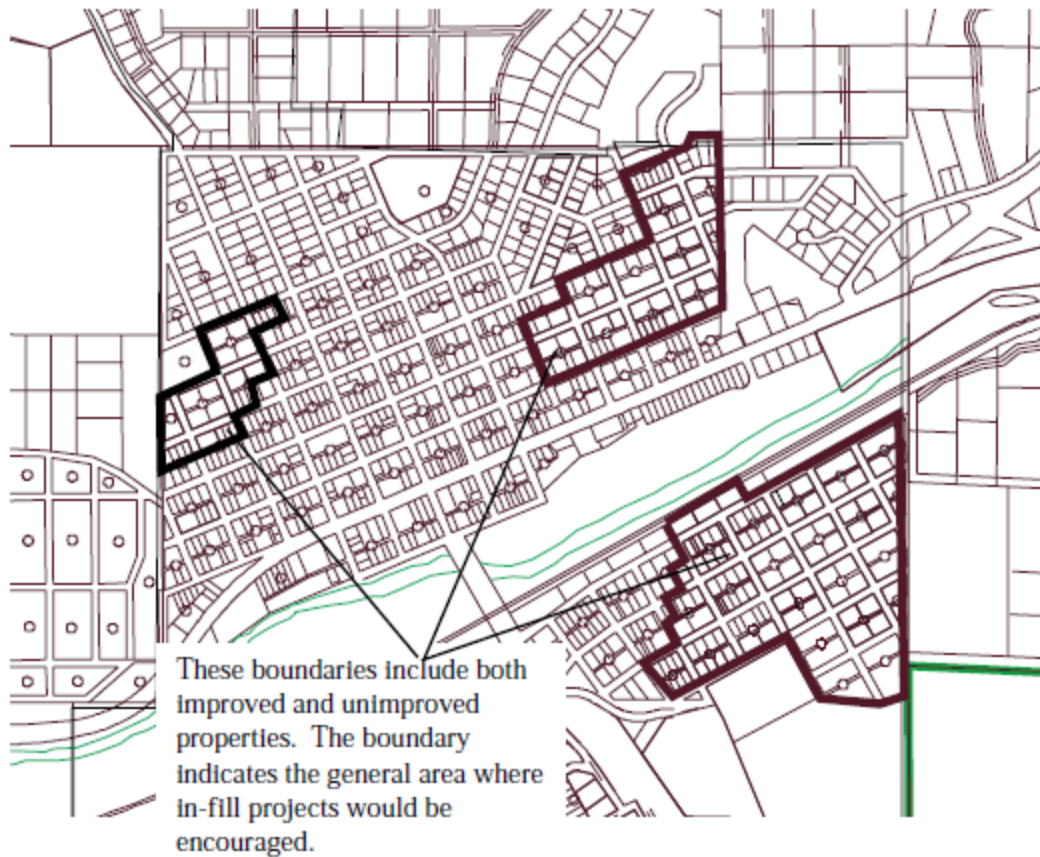 These boundaries include both
improved and unimproved
properties.  The boundary
indicates the general area where
in-fill projects would be
encouraged.